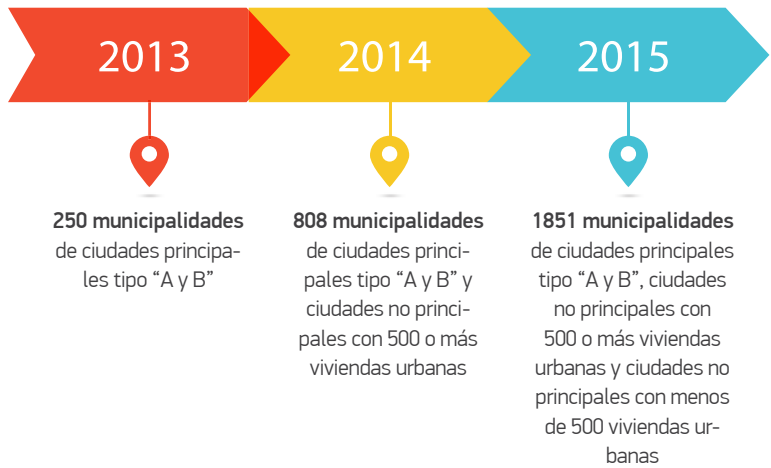 2013
2014
2015
250 municipalidades
de ciudades principa-
les tipo “A y B”
808 municipalidades
de ciudades princi-
pales tipo “A y B” y
ciudades no princi-
pales con 500 o más
viviendas urbanas
1851 municipalidades
de ciudades principales
tipo “A y B”, ciudades
no principales con
500 o más viviendas
urbanas y ciudades no
principales con menos
de 500 viviendas ur-
banas